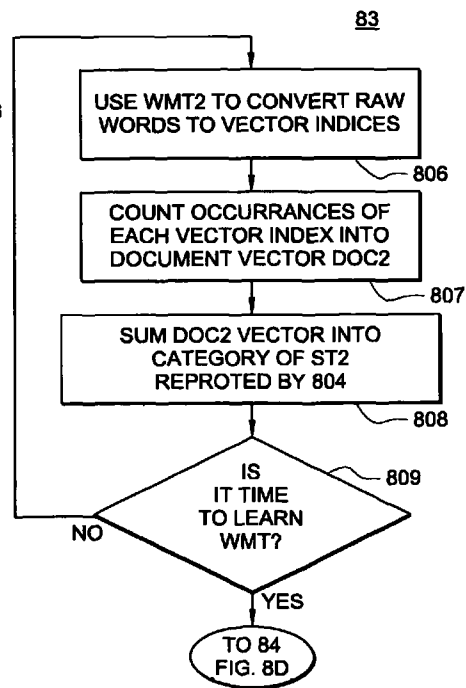 83
USE WMT2 TO CONVERT RAW
WORDS TO VECTOR INDICES
806
COUNT OCCURRANCES OF
EACH VECTOR INDEX INTO
DOCUMENT VECTOR DOC2
807
SUM DOC2 VECTOR INTO
CATEGORY OF ST2
REPROTED BY 804
808
809
IS
IT TIME
TO LEARN
WMT?
NO
YES
TO 84
FIG. 8D